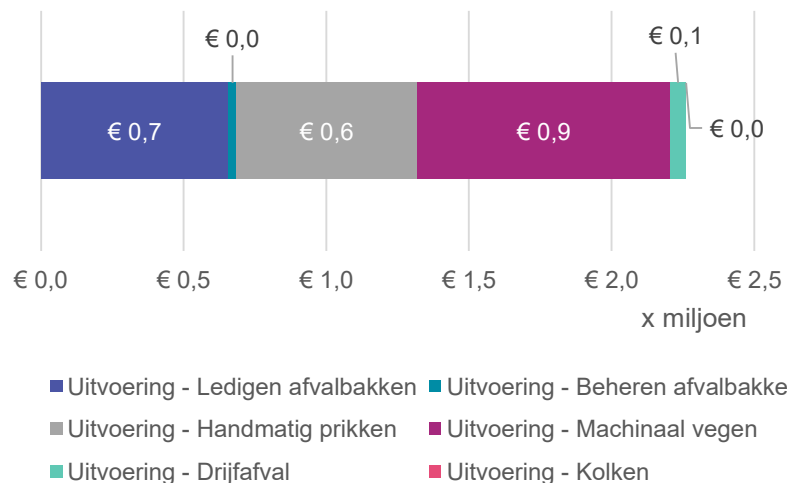 € 0,0
€ 0,1
€ 0,7
€ 0,6
€ 0,9
€ 0,0
€ 0,0 € 0,5 € 1,0 € 1,5 € 2,0 € 2,5
x miljoen
Uitvoering - Ledigen afvalbakken Uitvoering - Beheren afvalbakke
Uitvoering - Handmatig prikken Uitvoering - Machinaal vegen
Uitvoering - Drijfafval Uitvoering - Kolken